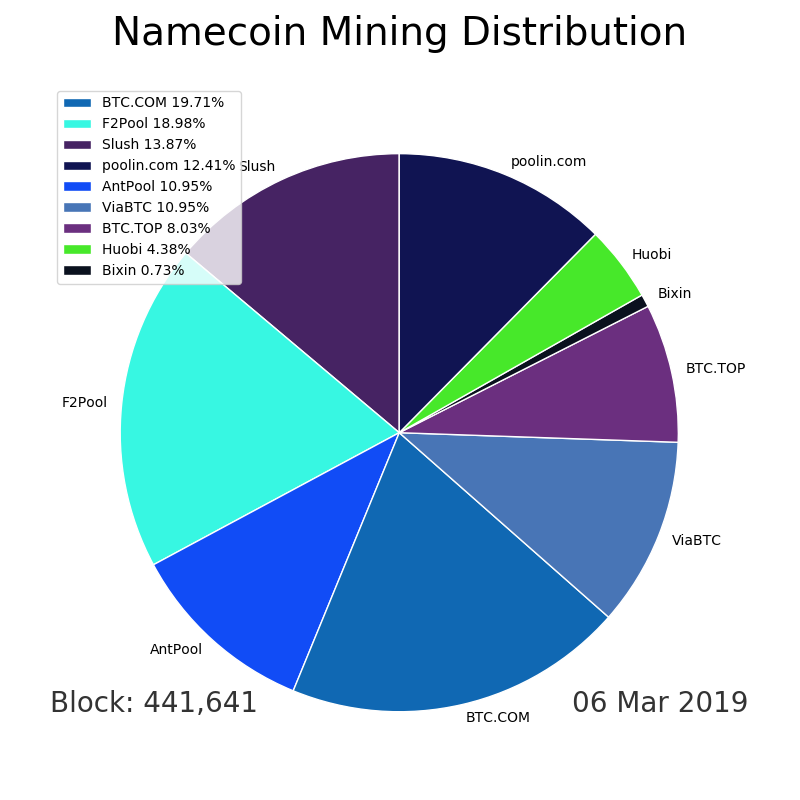 Namecoin Mining Distribution
BTC.COM 19.71%
F2Pool 18.98%
Slush 13.87%
poolin.com 12.41%
AntPool 10.95%
ViaBTC 10.95%
BTC.TOP 8.03%
Huobi 4.38%
Bixin 0.73%
Slush
poolin.com
Huobi
Bixin
BTC.TOP
F2Pool
ViaBTC
AntPool
BTC.COM
Block: 441,641
06 Mar 2019